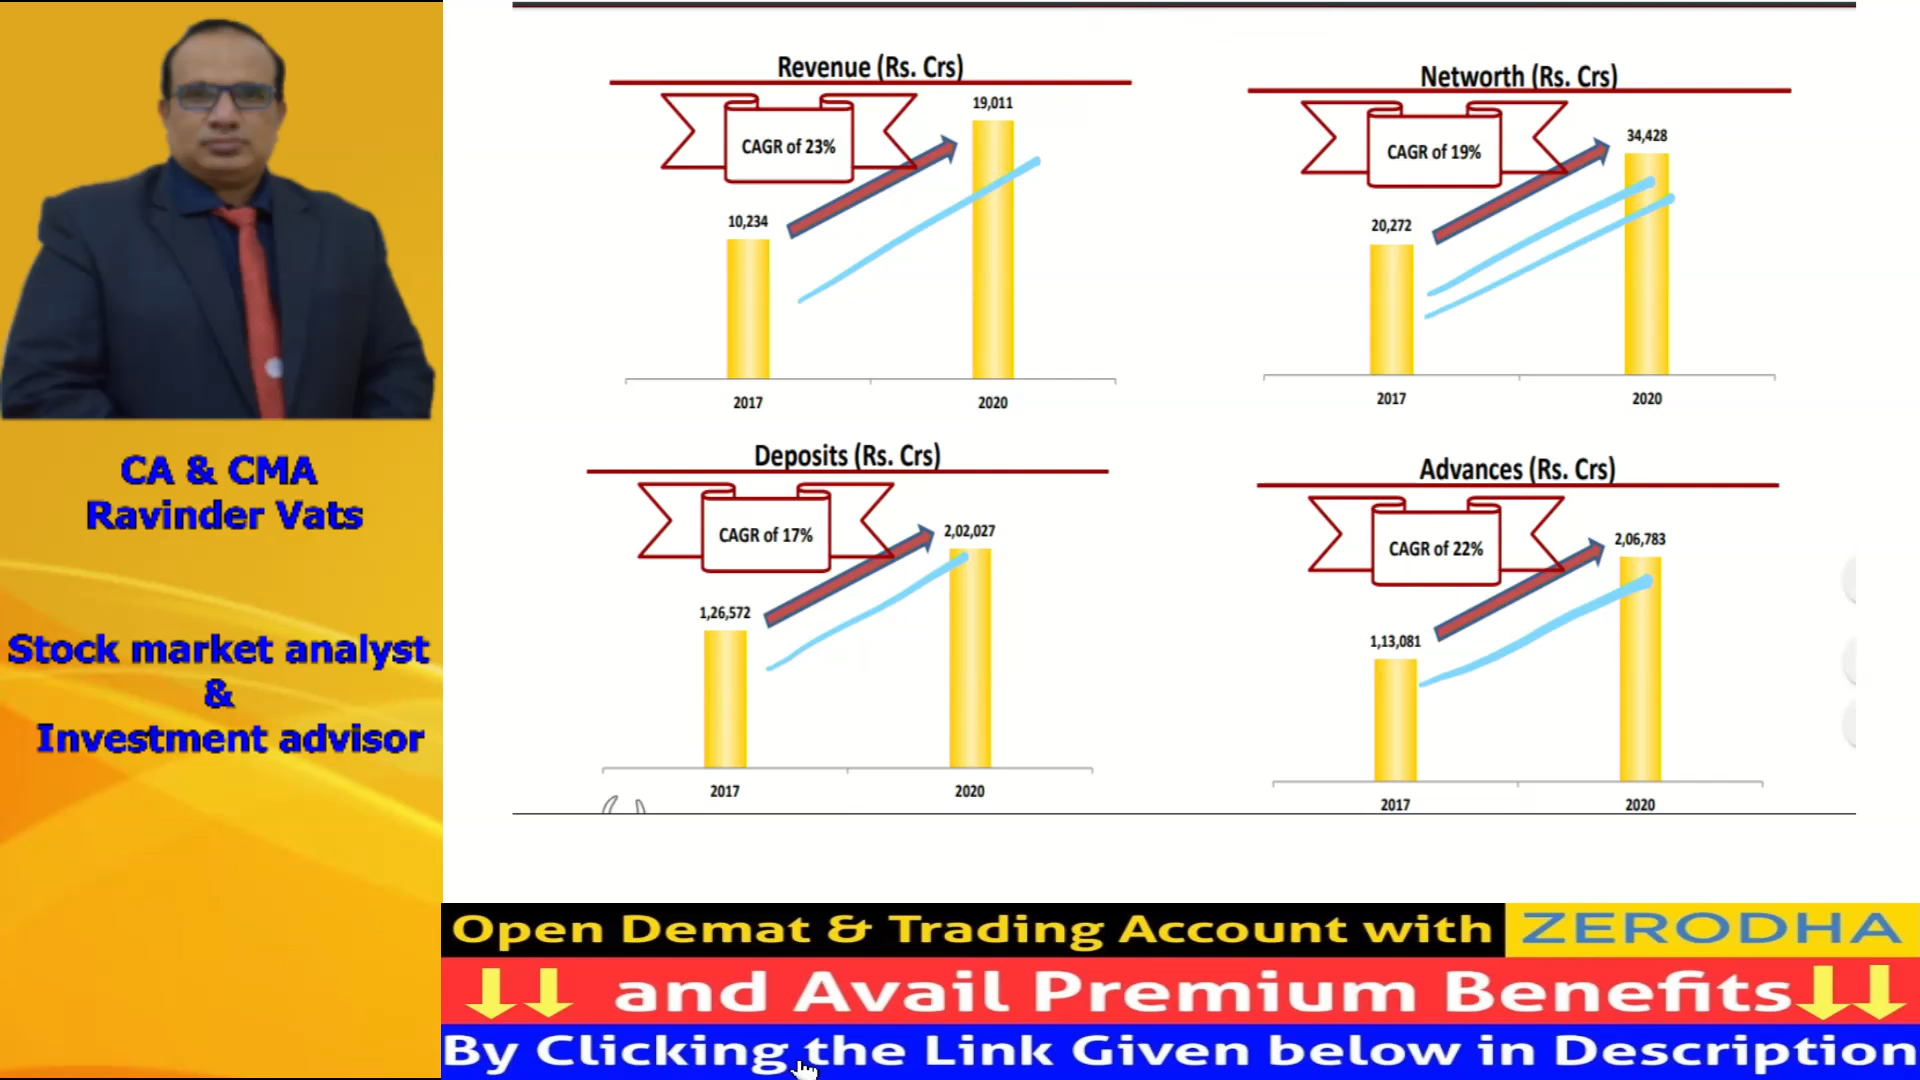 CA & CMA
Ravinder Vats
Stock market analyst
&
Investment advisor
Revenue (Rs. Crs)
CAGR of 23%
19,011
10,234
2017
2020
Networth (Rs. Crs)
CAGR of 19%
34,428
20,272
2017
2020
Deposits (Rs. Crs)
CAGR of 17%
2,02,027
1,26,572
2017
2020
Advances (Rs. Crs)
CAGR of 22%
2,06,783
1,13,081
2017
2020
Open Demat & Trading Account with ZERODHA
and Avail Premium Benefits
By Clicking the Link Given below in Description